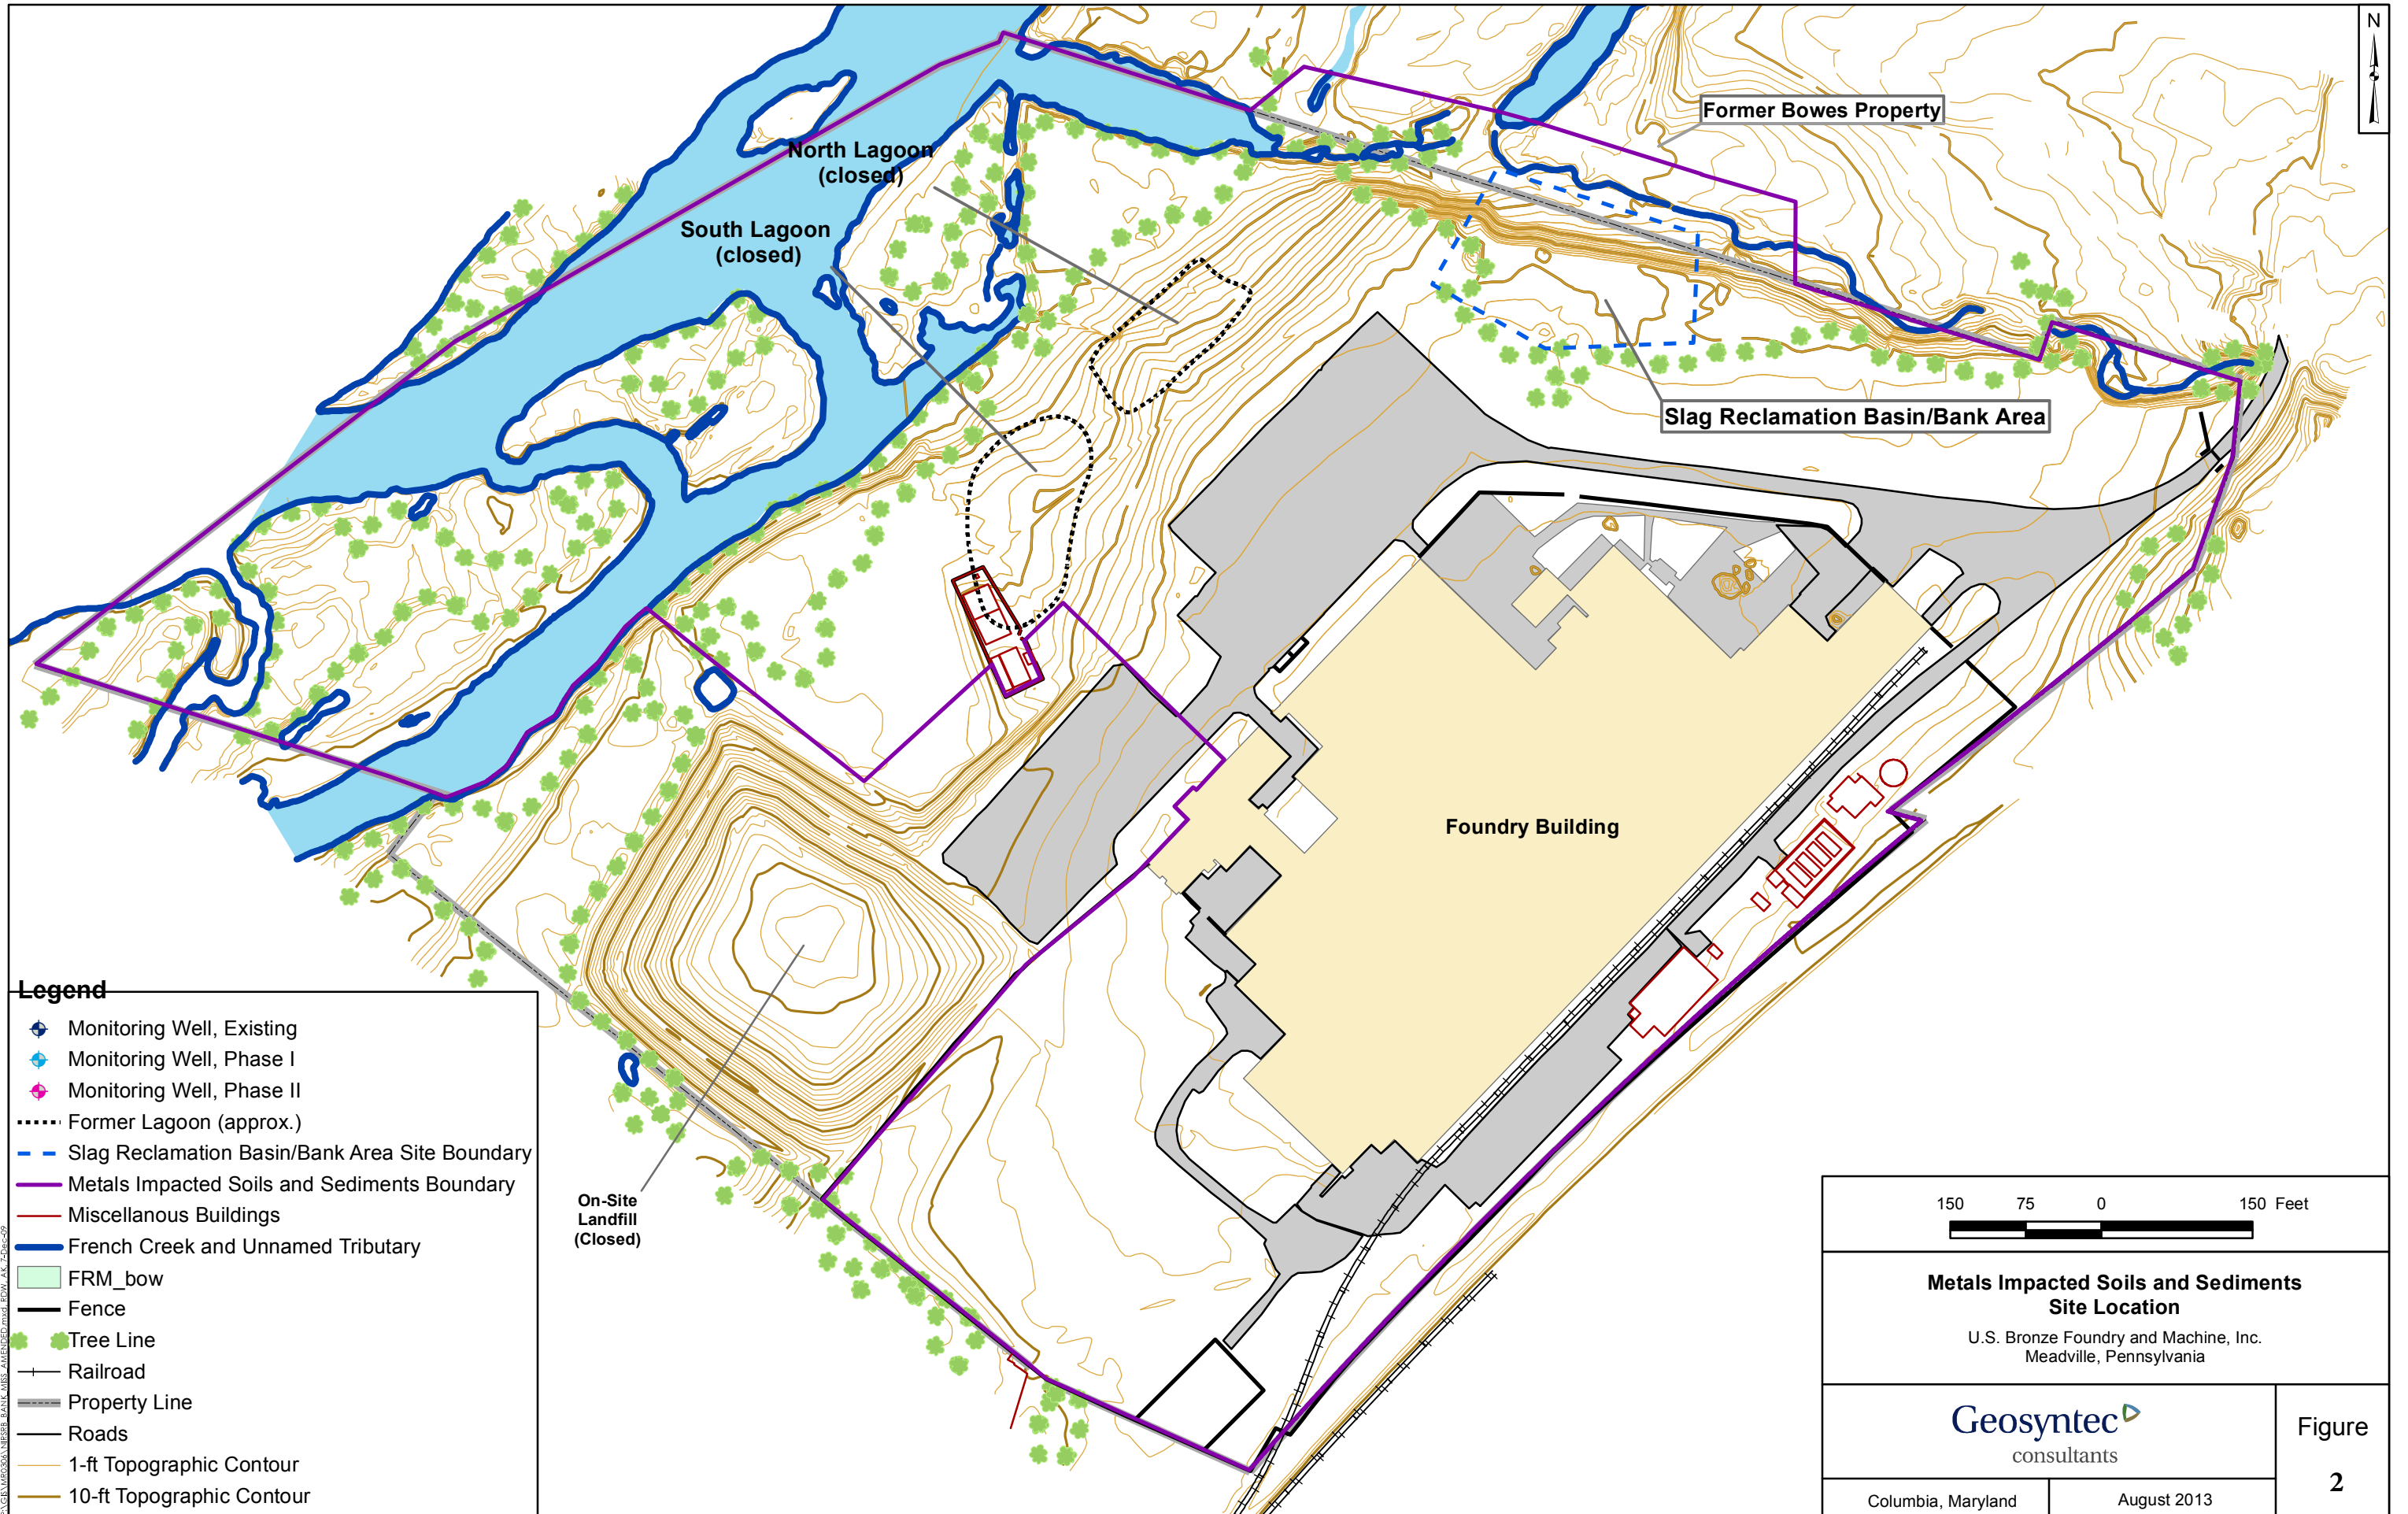 N
Former Bowes Property
North Lagoon
(closed)
South Lagoon
(closed)
Slag Reclamation Basin/Bank Area
Foundry Building
On-Site
Landfill
(Closed)
Legend
Monitoring Well, Existing
Monitoring Well, Phase I
Monitoring Well, Phase II
Former Lagoon (approx.)
Slag Reclamation Basin/Bank Area Site Boundary
Metals Impacted Soils and Sediments Boundary
Miscellanous Buildings
French Creek and Unnamed Tributary
FRM_bow
Fence
Tree Line
Railroad
Property Line
Roads
1-ft Topographic Contour
10-ft Topographic Contour
150 75 0 150 Feet
Metals Impacted Soils and Sediments
Site Location
U.S. Bronze Foundry and Machine, Inc.
Meadville, Pennsylvania
Geosyntec
consultants
Figure
2
Columbia, Maryland
August 2013